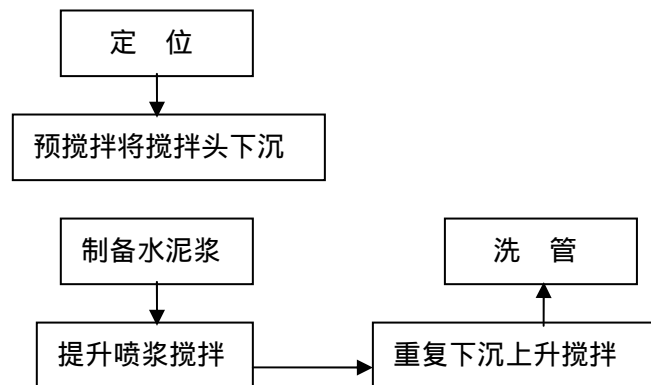 定 位
预搅拌将搅拌头下沉
制备水泥浆
洗 管
提升喷浆搅拌
重复下沉上升搅拌